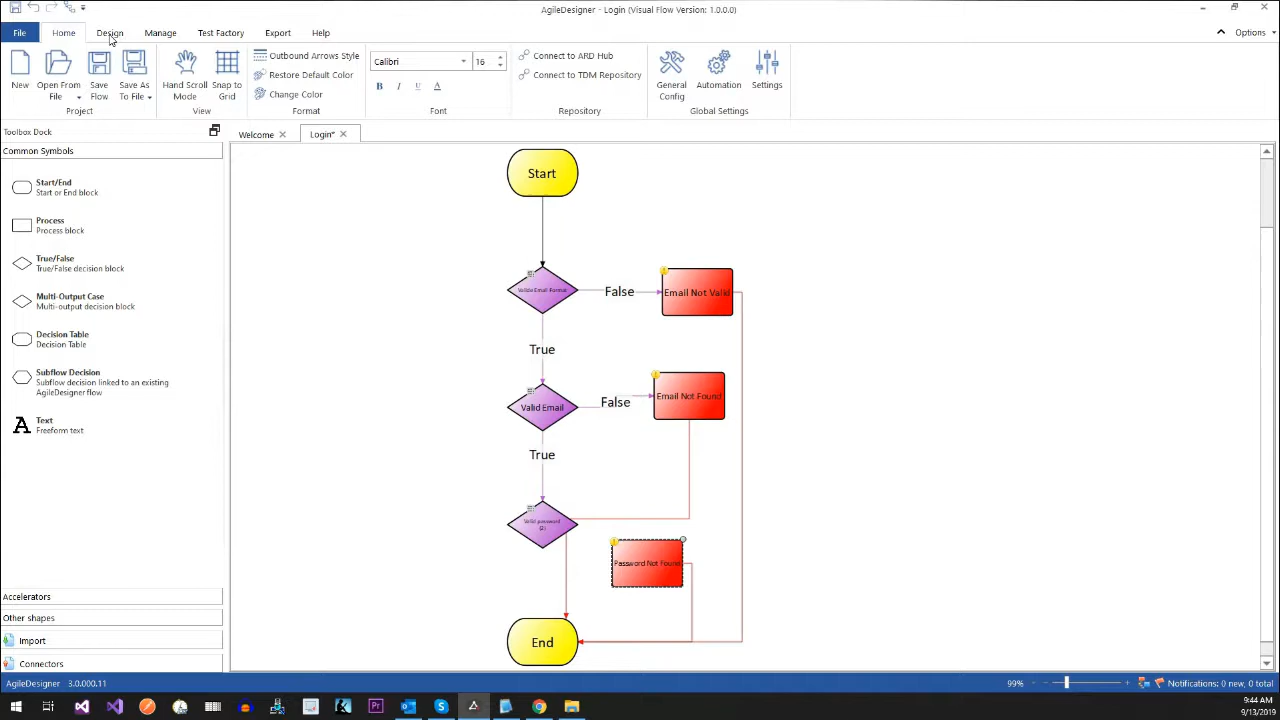 AgileDesigner - Login (Visual Flow Version: 1.0.0.0)
File Home Design Manage Test Factory Export Help Options
New
Open From File
Save Flow
Save As To File
Project
Hand Scroll Mode
Snap to Grid
View
Outbound Arrows Style
Restore Default Color
Change Color
Format
Calibri 16
B I U A
Font
Connect to ARD Hub
Connect to TDM Repository
Repository
General Config
Automation
Settings
Global Settings
Toolbox Dock
Welcome
Login*
Common Symbols
Start/End
Start or End block
Process
Process block
True/False
True/False decision block
Multi-Output Case
Multi-output decision block
Decision Table
Decision Table
Subflow Decision
Subflow decision linked to an existing
AgileDesigner flow
A Text
Freeform text
Accelerators
Other shapes
Import
Connectors
Start
Valide Email Format
False
Email Not Valid
True
Valid Email
False
Email Not Found
True
Valid password
(2)
Password Not Found
End
AgileDesigner 3.0.000.11
99%
Notifications: 0 new, 0 total
9:44 AM
9/13/2019